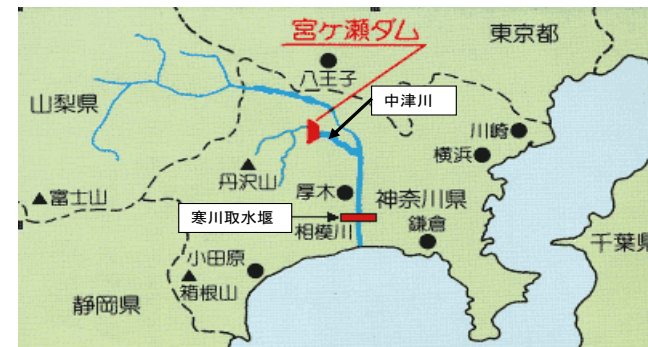 宮ケ瀬ダム
東京都
八王子
山梨県
中津川
川崎
横浜
丹沢山
厚木
神奈川県
富士山
寒川取水堰
相模川
鎌倉
千葉県
小田原
箱根山
静岡県